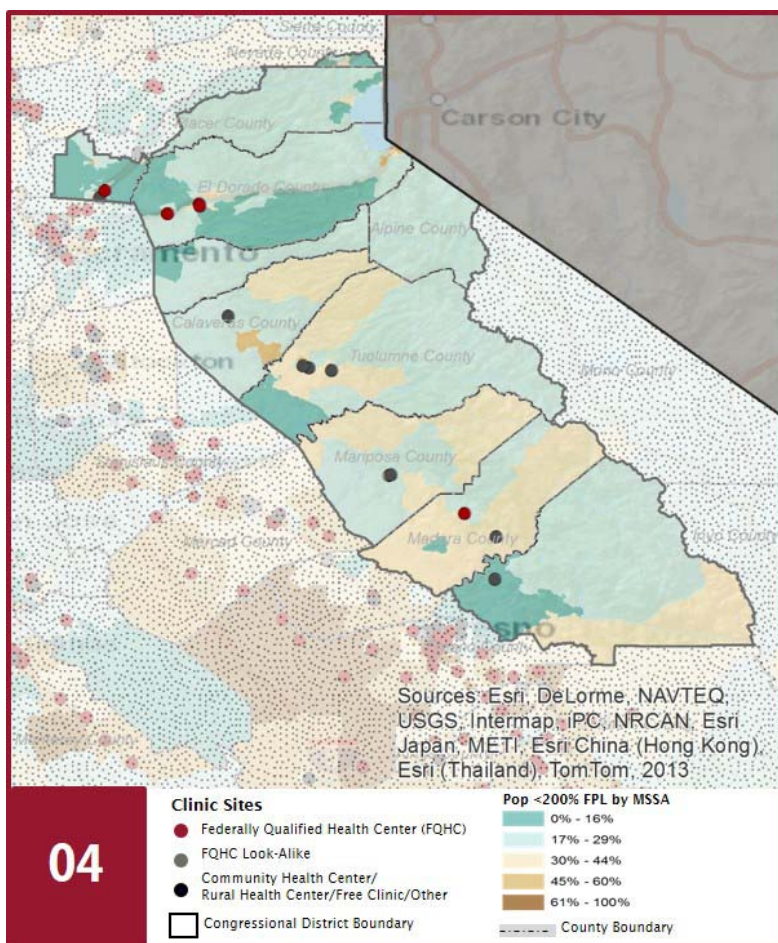 Sierra County
Nevada County
Placer County
Carson City
El Dorado County
Alpine County
mento
Calaveras County
ton
Tuolumne County
Mono County
Stanislaus County
Mariposa County
Merced County
Madera County
Inyo County
sno
Sources: Esri, DeLorme, NAVTEQ,
USGS, Intermap, iPC, NRCAN, Esri
Japan, METI, Esri China (Hong Kong),
Esri (Thailand), TomTom, 2013
04
Clinic Sites
Federally Qualified Health Center (FQHC)
FQHC Look-Alike
Community Health Center/
Rural Health Center/Free Clinic/Other
Congressional District Boundary
Pop <200% FPL by MSSA
0% - 16%
17% - 29%
30% - 44%
45% - 60%
61% - 100%
County Boundary